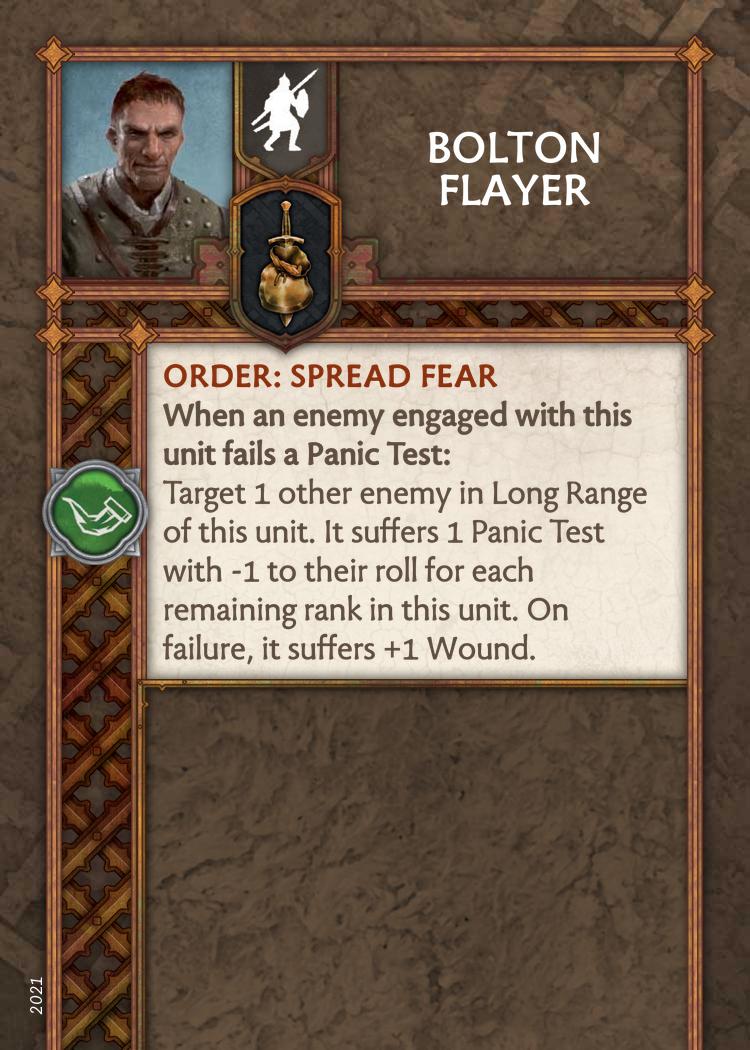 BOLTON
FLAYER
ORDER: SPREAD FEAR
When an enemy engaged with this
unit fails a Panic Test:
Target 1 other enemy in Long Range
of this unit. It suffers 1 Panic Test
with -1 to their roll for each
remaining rank in this unit. On
failure, it suffers +1 Wound.
2021